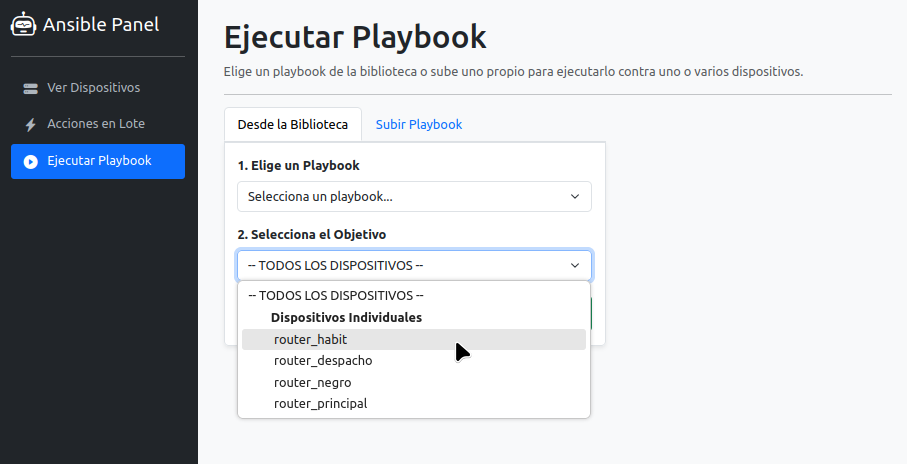 Ansible Panel
Ver Dispositivos
Acciones en Lote
Ejecutar Playbook
Ejecutar Playbook
Elige un playbook de la biblioteca o sube uno propio para ejecutarlo contra uno o varios dispositivos.
Desde la Biblioteca
Subir Playbook
1. Elige un Playbook
Selecciona un playbook...
2. Selecciona el Objetivo
-- TODOS LOS DISPOSITIVOS --
-- TODOS LOS DISPOSITIVOS --
Dispositivos Individuales
router_habit
router_despacho
router_negro
router_principal